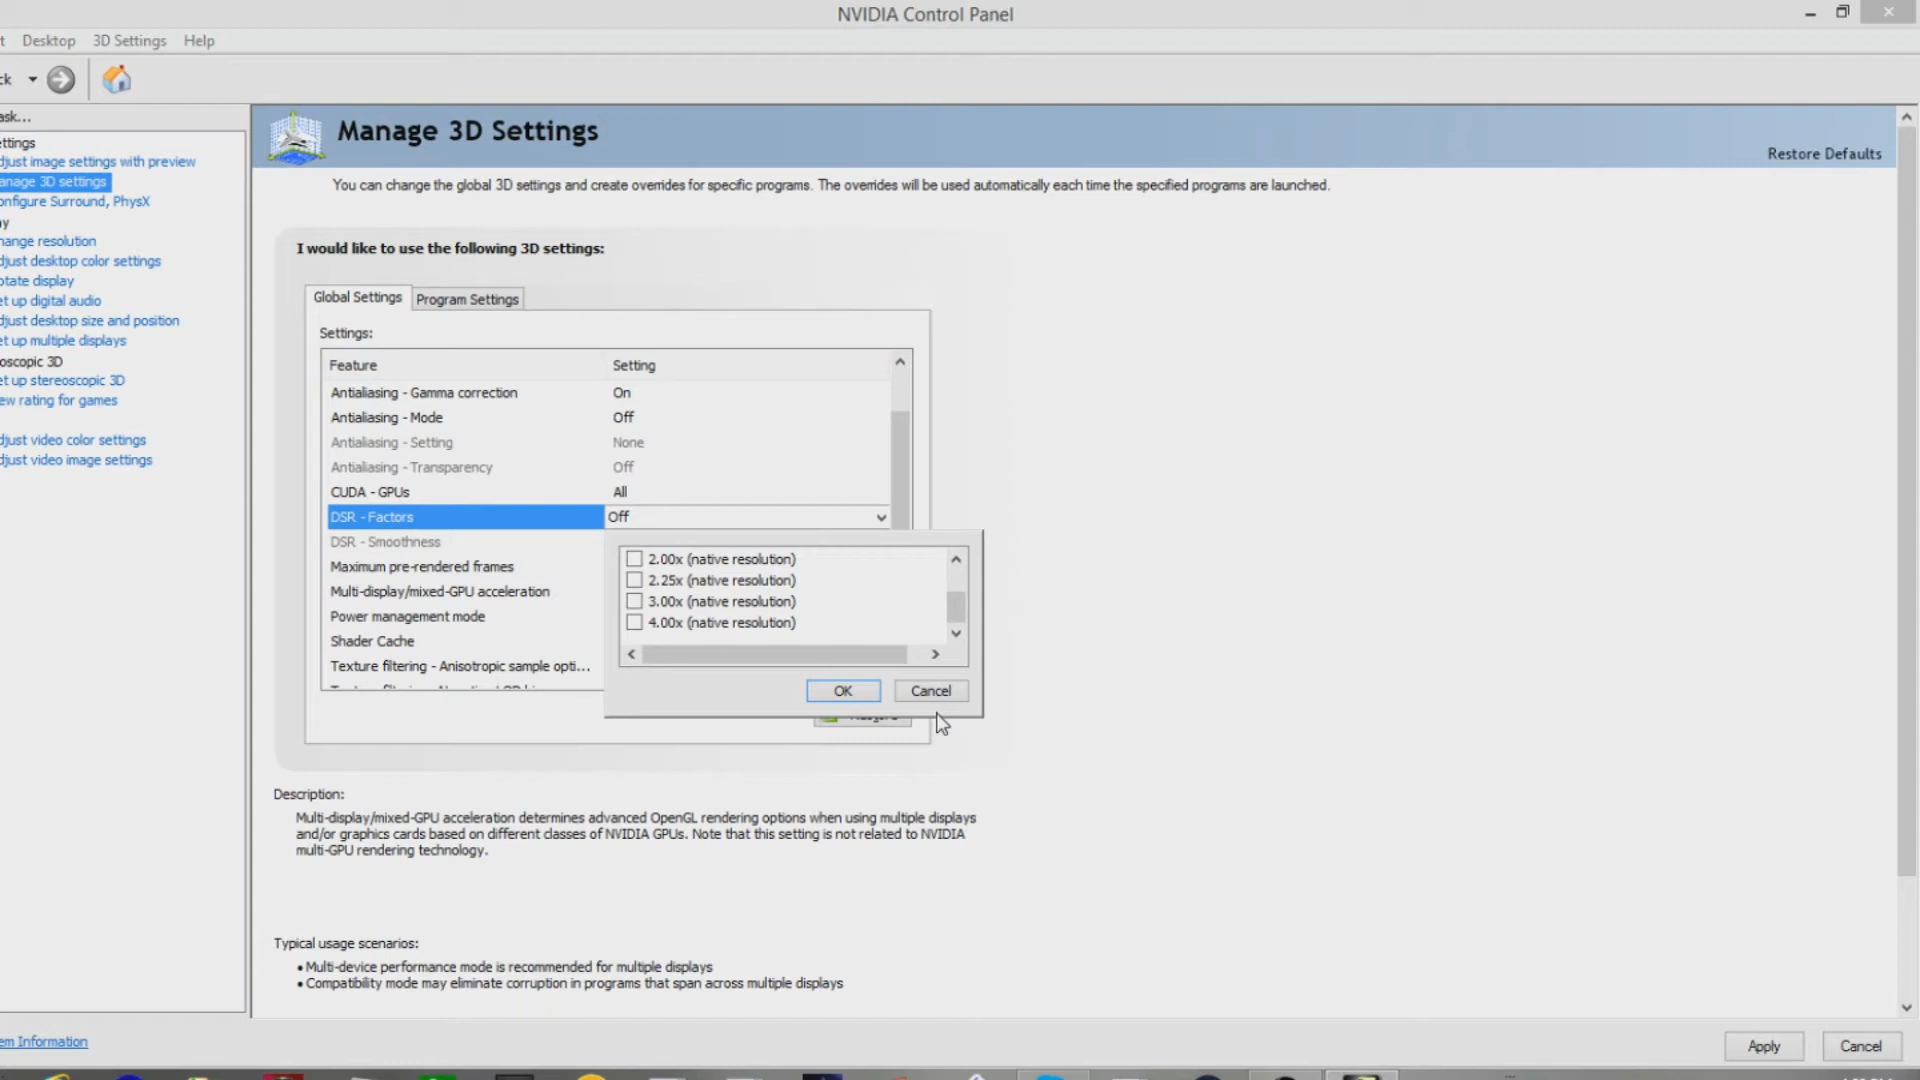 NVIDIA Control Panel
t Desktop 3D Settings Help
ck
ask...
ettings
djust image settings with preview
anage 3D settings
onfigure Surround, PhysX
ay
hange resolution
djust desktop color settings
otate display
et up digital audio
djust desktop size and position
et up multiple displays
oscopic 3D
et up stereoscopic 3D
ew rating for games
djust video color settings
djust video image settings
em Information
Manage 3D Settings
Restore Defaults
You can change the global 3D settings and create overrides for specific programs. The overrides will be used automatically each time the specified programs are launched.
I would like to use the following 3D settings:
Global Settings Program Settings
Settings:
Feature Setting
Antialiasing - Gamma correction On
Antialiasing - Mode Off
Antialiasing - Setting None
Antialiasing - Transparency Off
CUDA - GPUs All
DSR - Factors Off
DSR - Smoothness
Maximum pre-rendered frames
Multi-display/mixed-GPU acceleration
Power management mode
Shader Cache
Texture filtering - Anisotropic sample opti...
2.00x (native resolution)
2.25x (native resolution)
3.00x (native resolution)
4.00x (native resolution)
OK Cancel
Description:
Multi-display/mixed-GPU acceleration determines advanced OpenGL rendering options when using multiple displays
and/or graphics cards based on different classes of NVIDIA GPUs. Note that this setting is not related to NVIDIA
multi-GPU rendering technology.
Typical usage scenarios:
• Multi-device performance mode is recommended for multiple displays
• Compatibility mode may eliminate corruption in programs that span across multiple displays
Apply Cancel